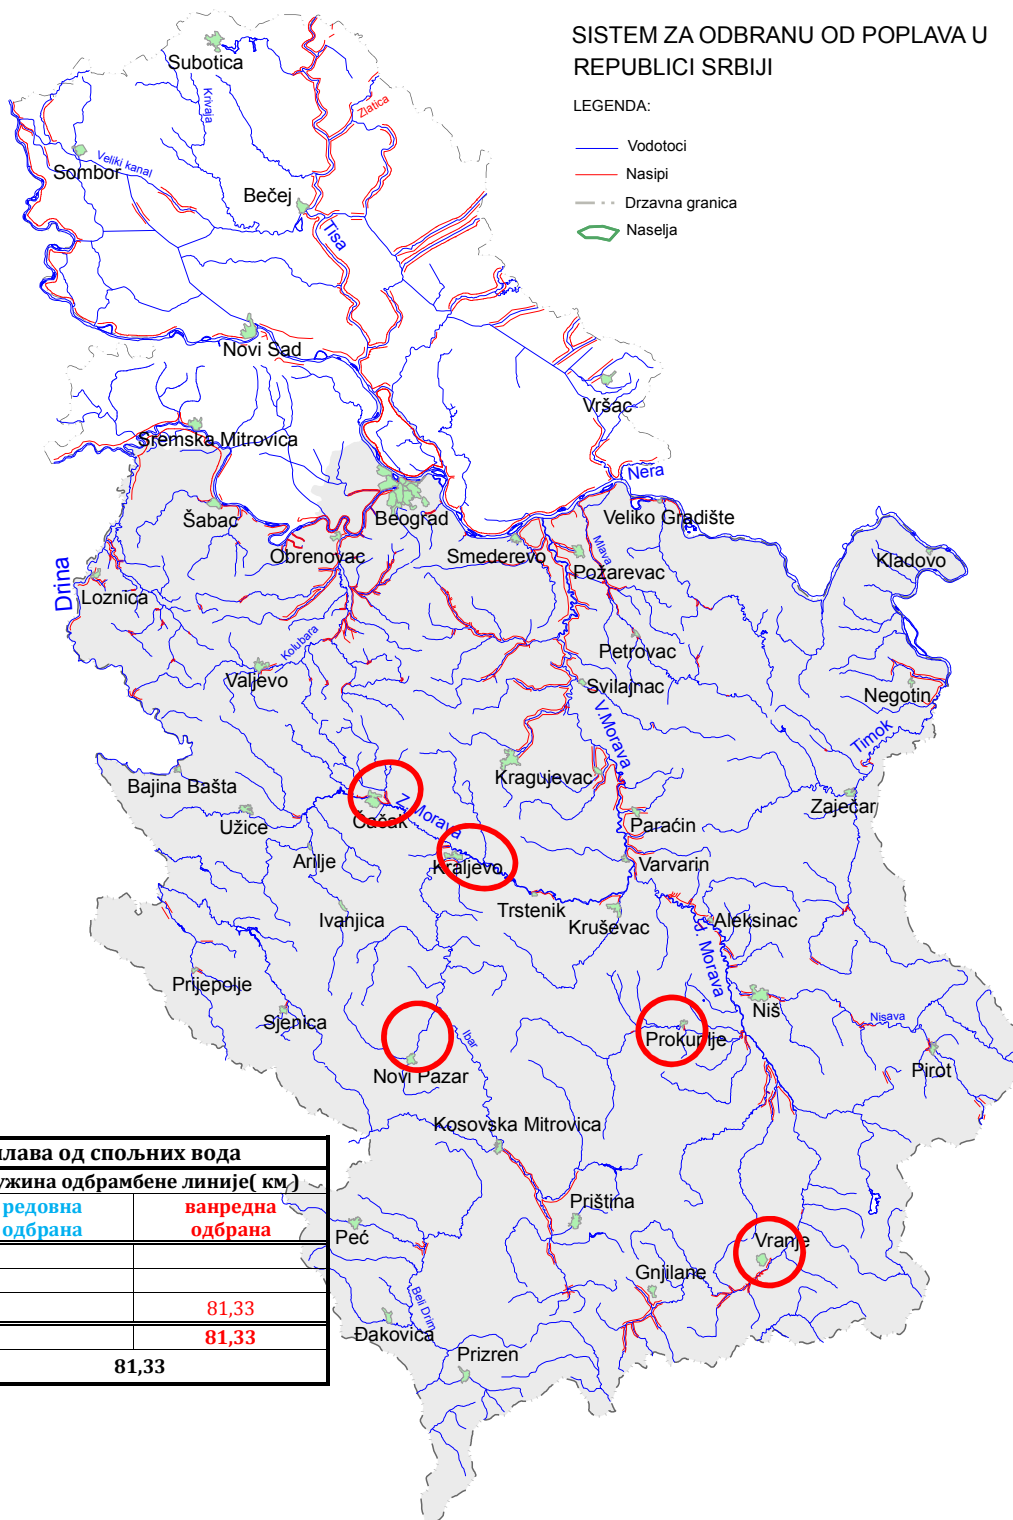 SISTEM ZA ODBRANU OD POPLAVA U
REPUBLICI SRBIJI
LEGENDA:
Vodotoci
Nasipi
Drzavna granica
Naselja
Subotica
Krivaja
Zlatica
Sombor
Veliki kanal
Bečej
Tisa
Novi Sad
Vršac
Sremska Mitrovica
Nera
Šabac
Beograd
Veliko Gradište
Obrenovac
Smederevo
Mlava
Požarevac
Kladovo
Drina
Loznica
Kolubara
Petrovac
Valjevo
Svilajnac
Negotin
V.Morava
Timok
Bajina Bašta
Kragujevac
Zaječar
Užice
Čačak
Z. Morava
Paraćin
Arilje
Kraljevo
Varvarin
Ivanjica
Trstenik
Kruševac
Aleksinac
J. Morava
Prijepolje
Sjenica
Niš
Nisava
Ibar
Prokuplje
Pirot
Novi Pazar
Kosovska Mitrovica
Priština
Peć
Vranje
Gnjilane
Beli Drim
Đakovica
Prizren
лава од спољних вода
ужина одбрамбене линије( км )
редовна ванредна
одбрана одбрана
81,33
81,33
81,33